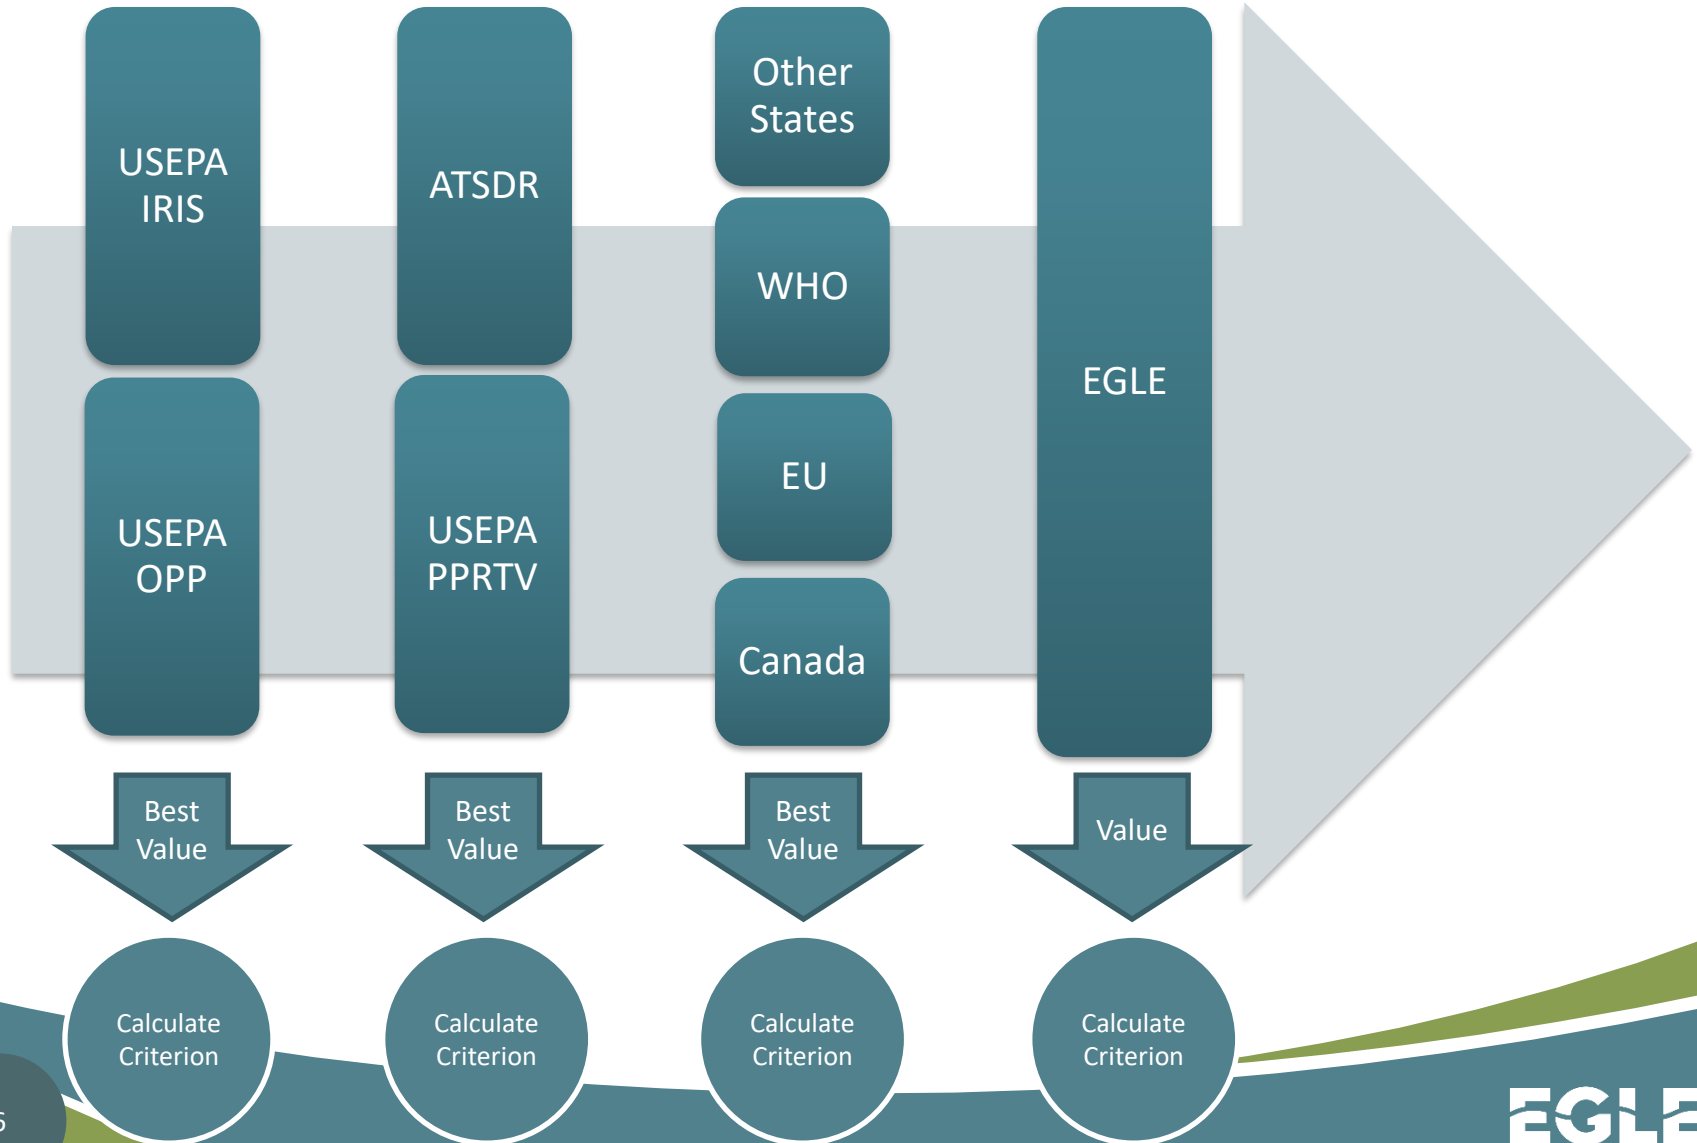 USEPA
IRIS
USEPA
OPP
ATSDR
USEPA
PPRTV
Other
States
WHO
EU
Canada
EGLE
Best
Value
Best
Value
Best
Value
Value
Calculate
Criterion
Calculate
Criterion
Calculate
Criterion
Calculate
Criterion
EGLE